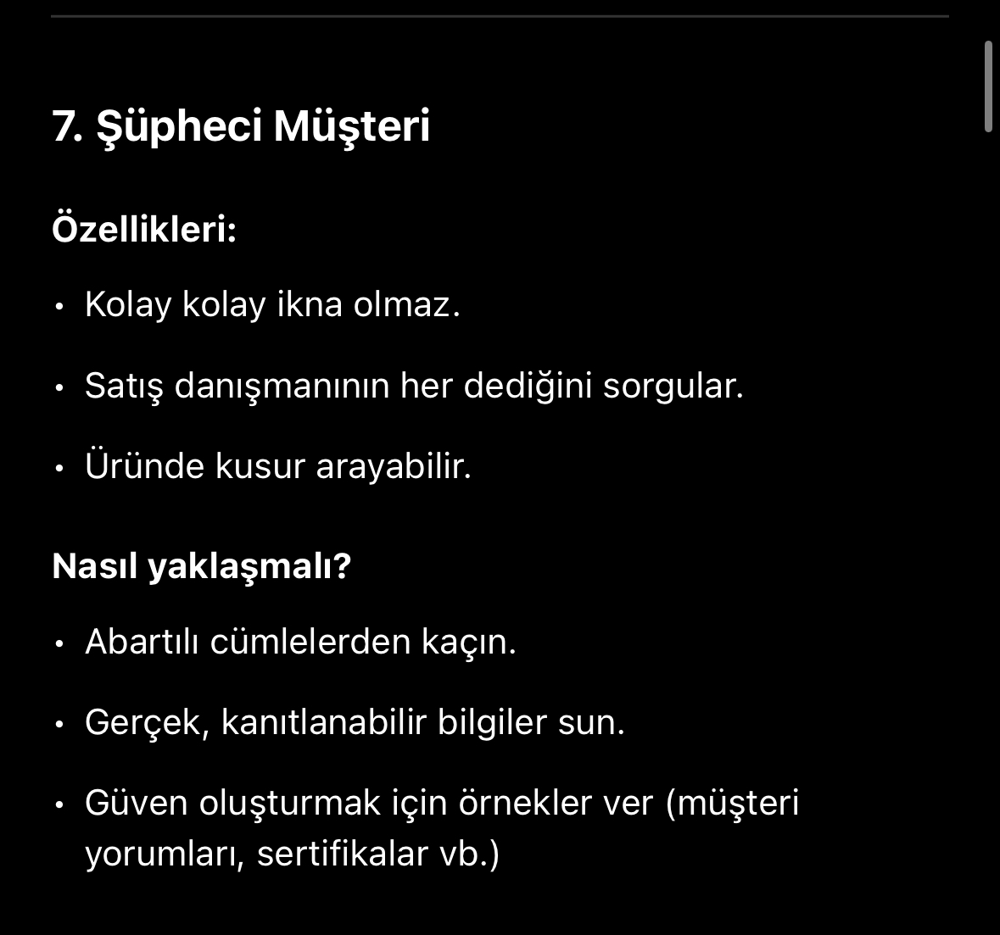 7. Şüpheci Müşteri
Özellikleri:
• Kolay kolay ikna olmaz.
• Satış danışmanının her dediğini sorgular.
• Üründe kusur arayabilir.
Nasıl yaklaşmalı?
• Abartılı cümlelerden kaçın.
• Gerçek, kanıtlanabilir bilgiler sun.
• Güven oluşturmak için örnekler ver (müşteri
yorumları, sertifikalar vb.)